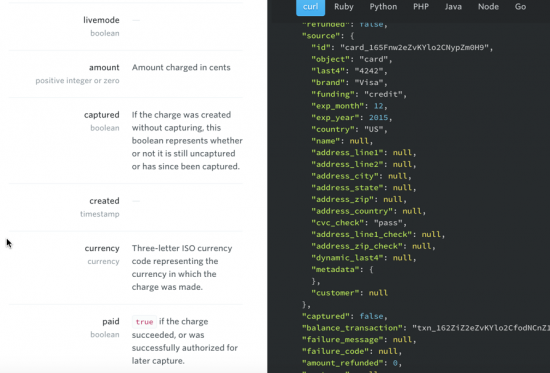 livemode
boolean
—
amount
positive integer or zero
Amount charged in cents
captured
boolean
If the charge was created
without capturing, this
boolean represents whether
or not it is still uncaptured
or has since been captured.
created
timestamp
—
currency
currency
Three-letter ISO currency
code representing the
currency in which the
charge was made.
paid
boolean
true if the charge
succeeded, or was
successfully authorized for
later capture.
curl Ruby Python PHP Java Node Go
"refunded": false,
"source": {
"id": "card_165Fnw2eZvKYlo2CNypZm0H9",
"object": "card",
"last4": "4242",
"brand": "Visa",
"funding": "credit",
"exp_month": 12,
"exp_year": 2015,
"country": "US",
"name": null,
"address_line1": null,
"address_line2": null,
"address_city": null,
"address_state": null,
"address_zip": null,
"address_country": null,
"cvc_check": "pass",
"address_line1_check": null,
"address_zip_check": null,
"dynamic_last4": null,
"metadata": {
},
"customer": null
},
"captured": false,
"balance_transaction": "txn_162ZiZ2eZvKYlo2CfodNCnZ1
"failure_message": null,
"failure_code": null,
"amount_refunded": 0,